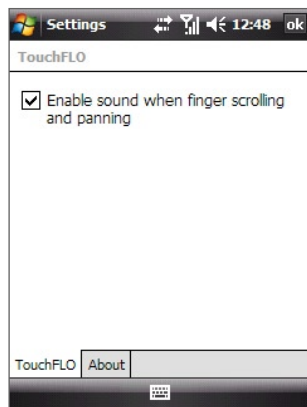 Settings 12:48 ok
TouchFLO
Enable sound when finger scrolling
and panning
TouchFLO About